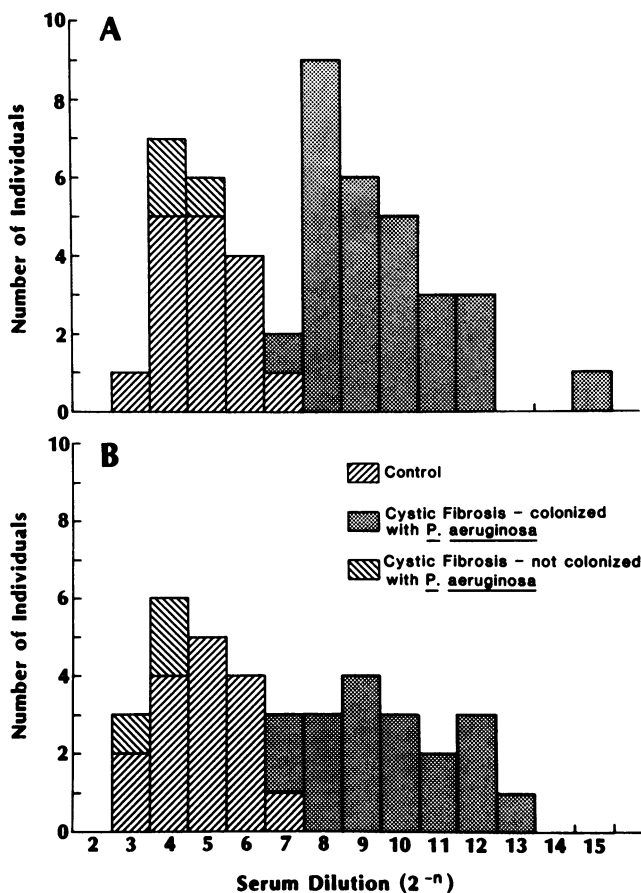 A
10
8
6
4
2
0
Number of Individuals
B
10
8
6
4
2
0
Number of Individuals
Control
Cystic Fibrosis - colonized
with P. aeruginosa
Cystic Fibrosis - not colonized
with P. aeruginosa
2 3 4 5 6 7 8 9 10 11 12 13 14 15
Serum Dilution (2⁻ⁿ)